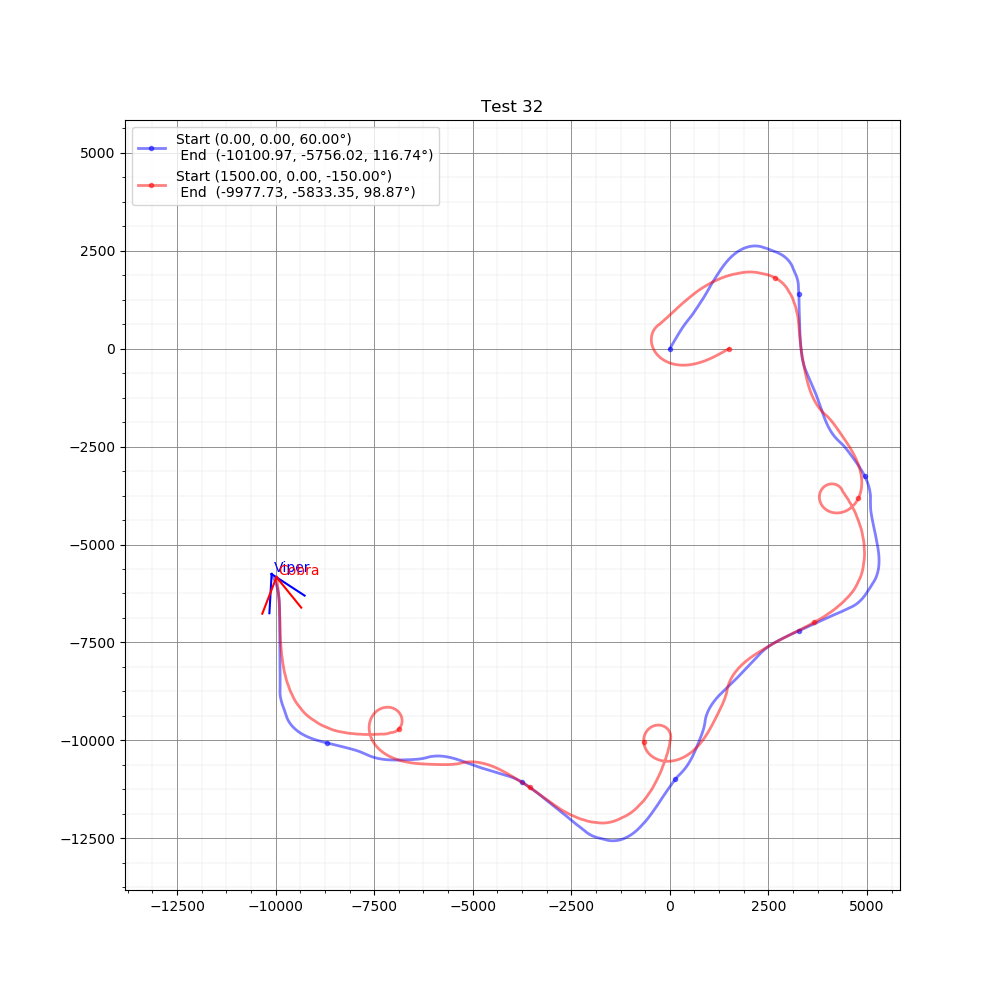 Test 32
Start (0.00, 0.00, 60.00°)
End  (-10100.97, -5756.02, 116.74°)
Start (1500.00, 0.00, -150.00°)
End  (-9977.73, -5833.35, 98.87°)
5000
2500
0
−2500
−5000
−7500
−10000
−12500
Viper
Cobra
−12500 −10000 −7500 −5000 −2500 0 2500 5000